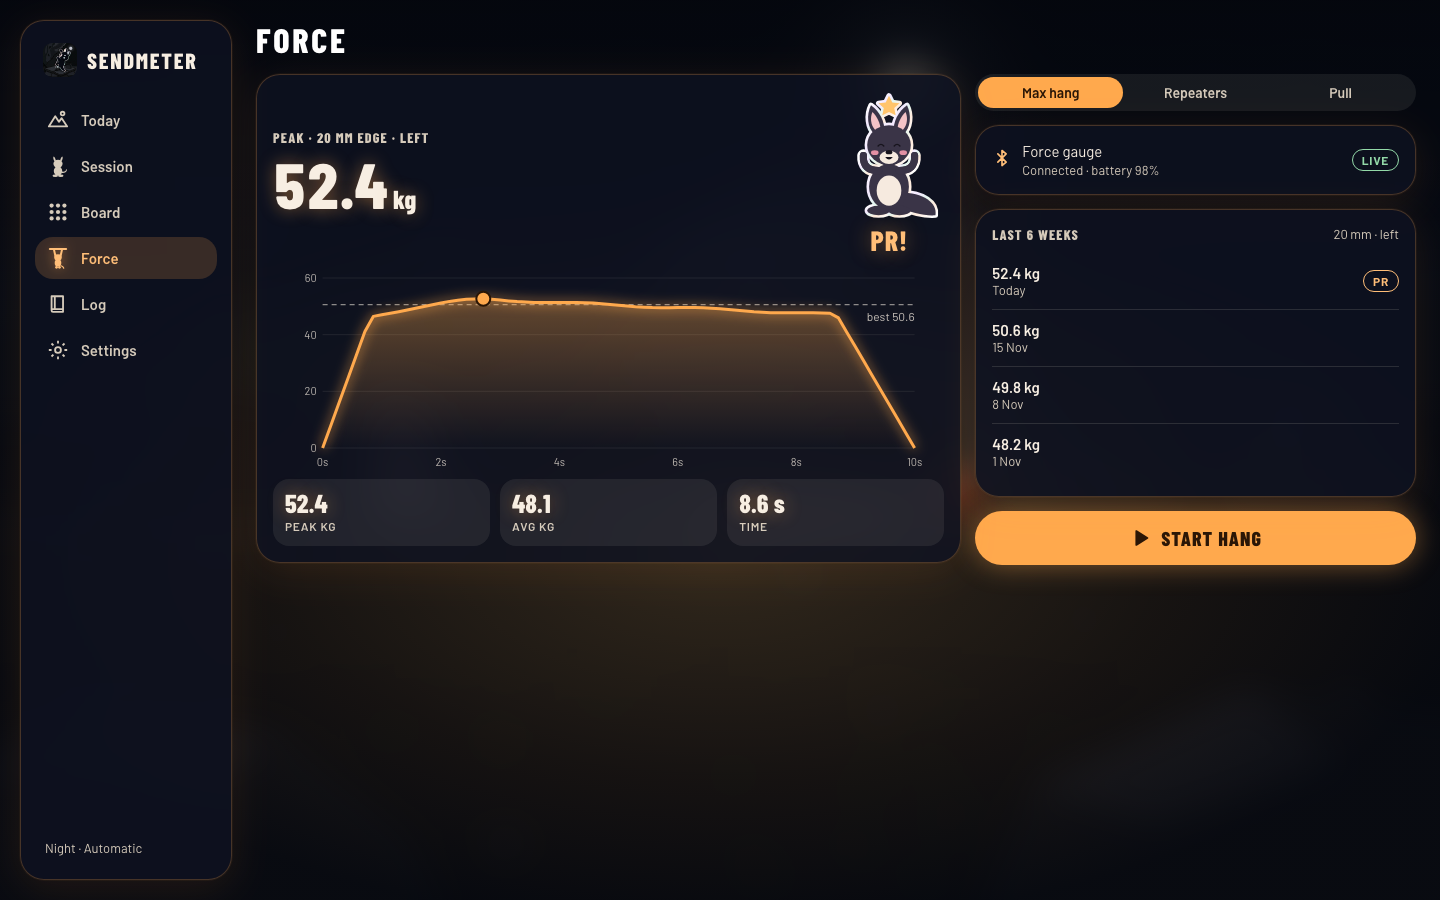 SENDMETER
Today
Session
Board
Force
Log
Settings
Night · Automatic
FORCE
PEAK · 20 MM EDGE · LEFT
52.4 kg
PR!
60
40
20
0
best 50.6
0s 2s 4s 6s 8s 10s
52.4
PEAK KG
48.1
AVG KG
8.6 s
TIME
Max hang Repeaters Pull
Force gauge
Connected · battery 98%
LIVE
LAST 6 WEEKS 20 mm · left
52.4 kg
Today
PR
50.6 kg
15 Nov
49.8 kg
8 Nov
48.2 kg
1 Nov
START HANG